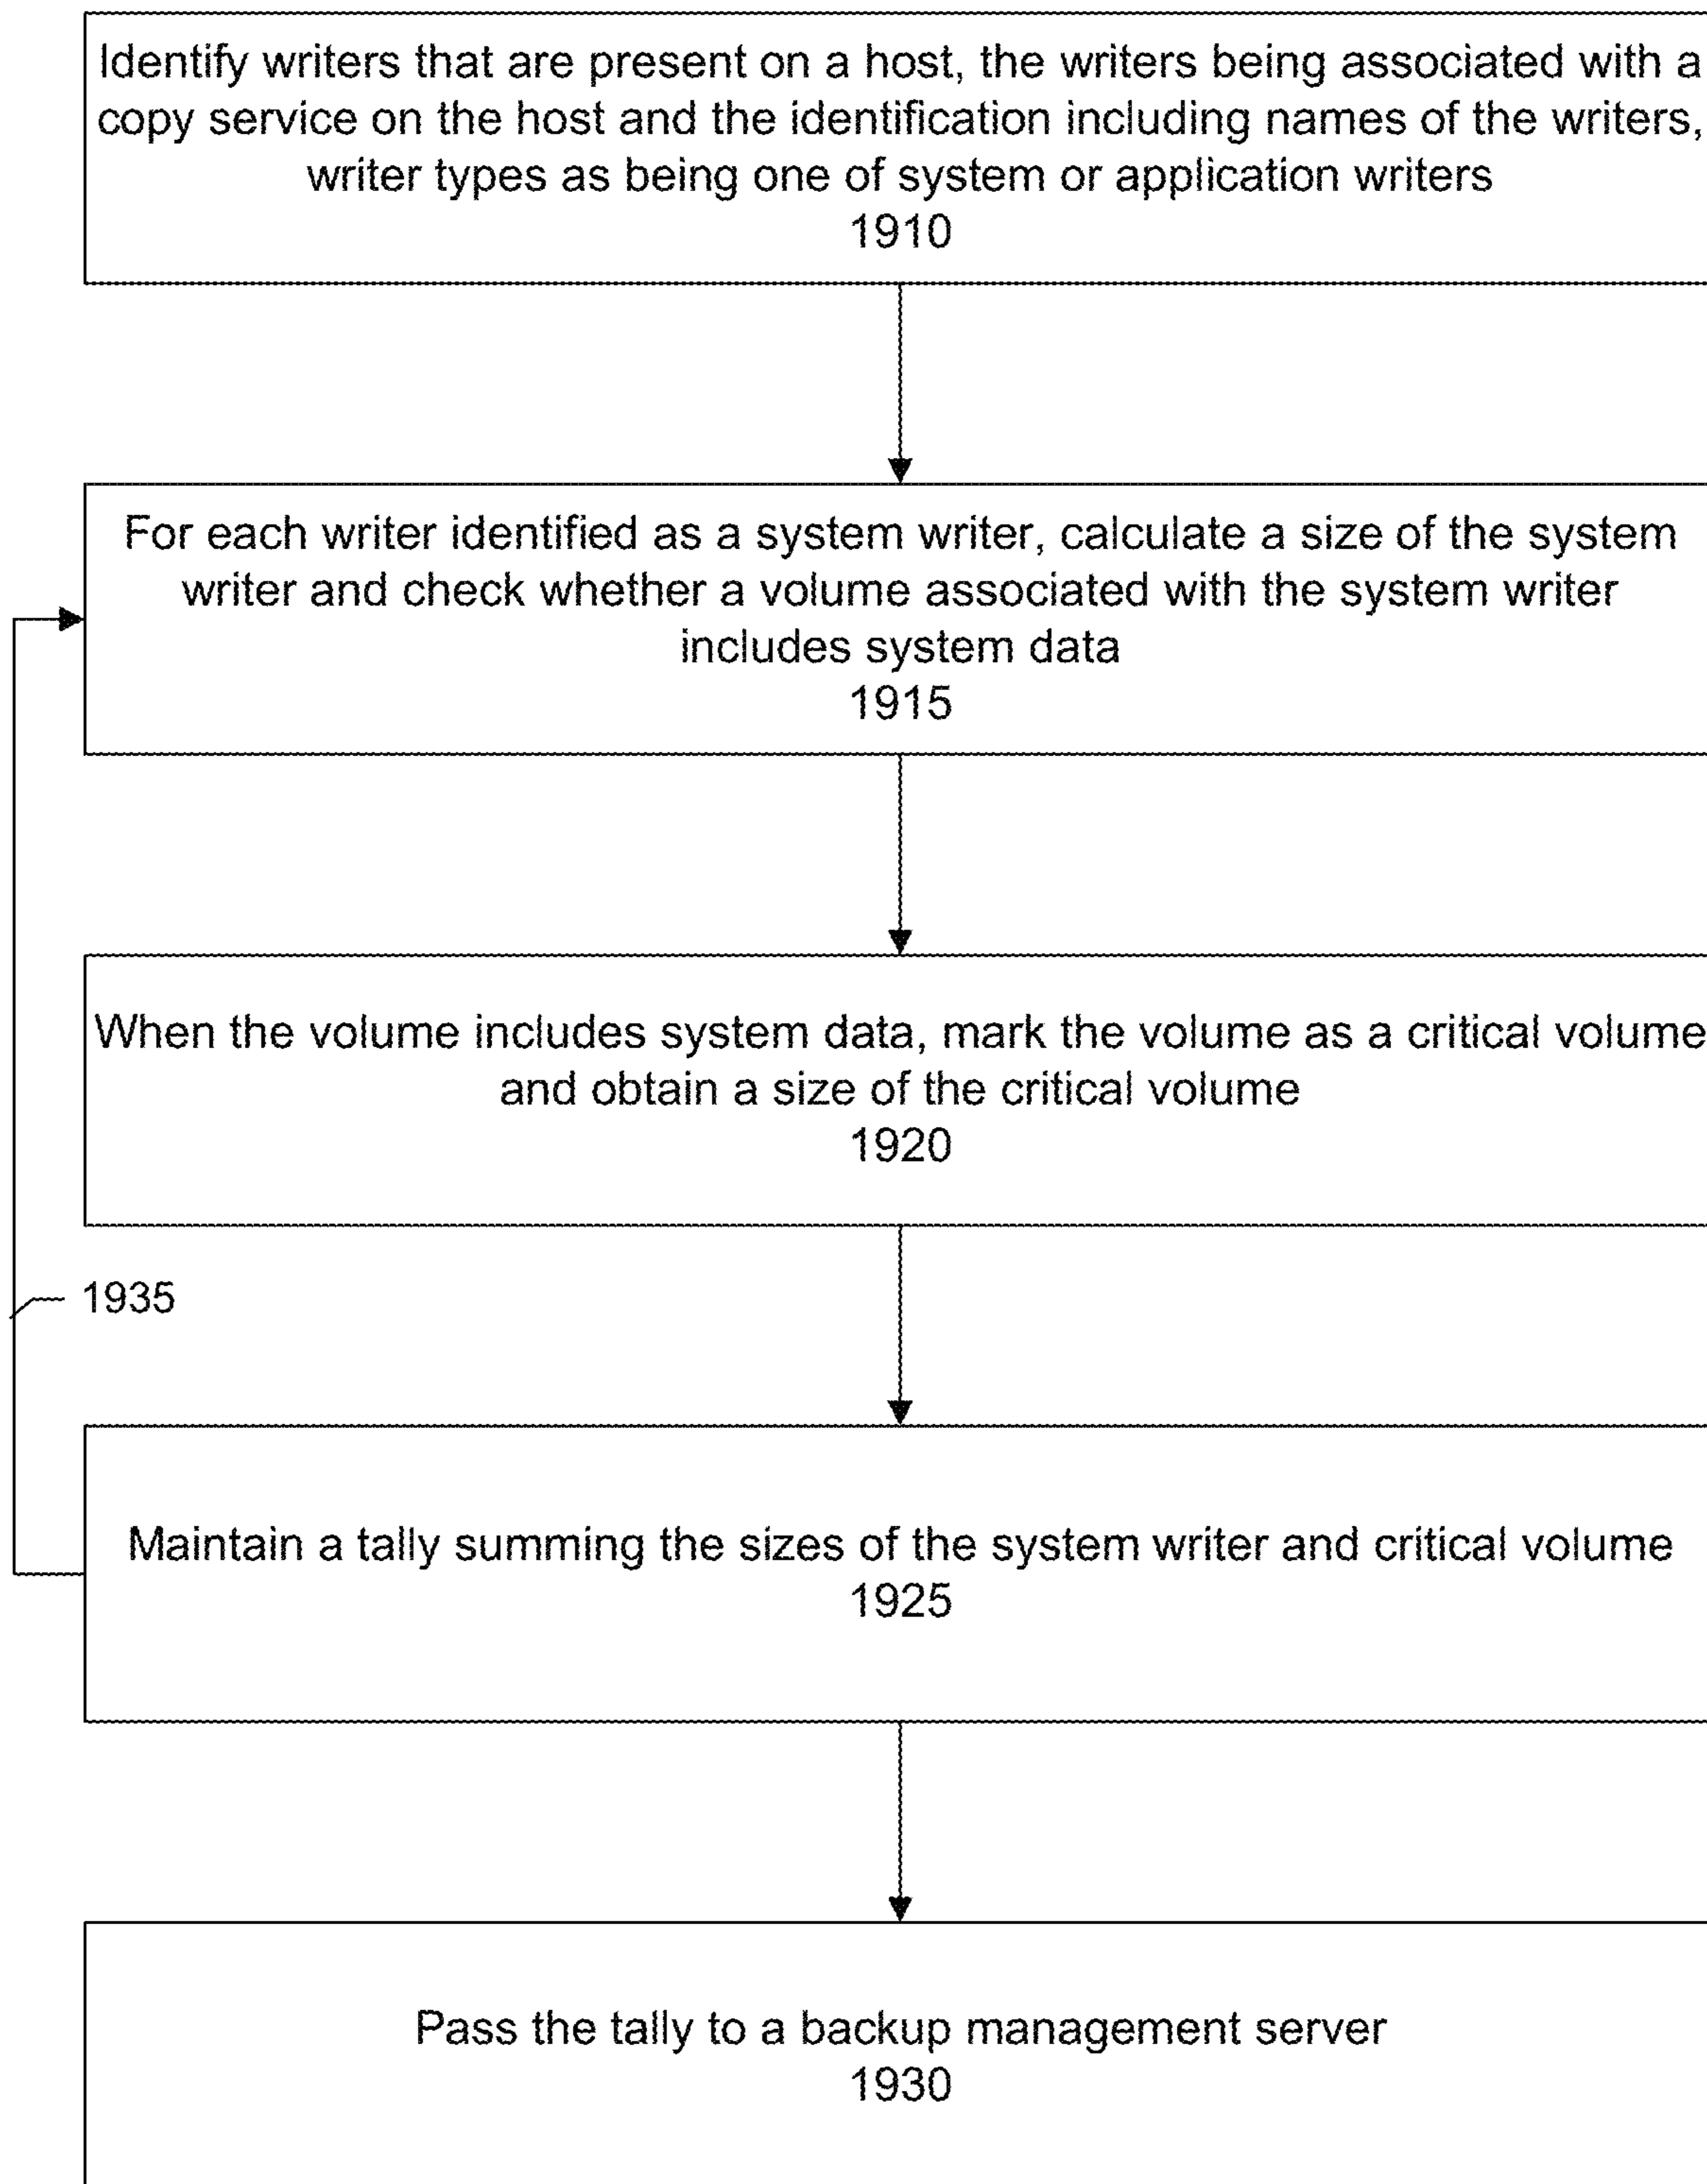 Identify writers that are present on a host, the writers being associated with a
copy service on the host and the identification including names of the writers,
writer types as being one of system or application writers
1910
For each writer identified as a system writer, calculate a size of the system
writer and check whether a volume associated with the system writer
includes system data
1915
When the volume includes system data, mark the volume as a critical volume
and obtain a size of the critical volume
1920
1935
Maintain a tally summing the sizes of the system writer and critical volume
1925
Pass the tally to a backup management server
1930